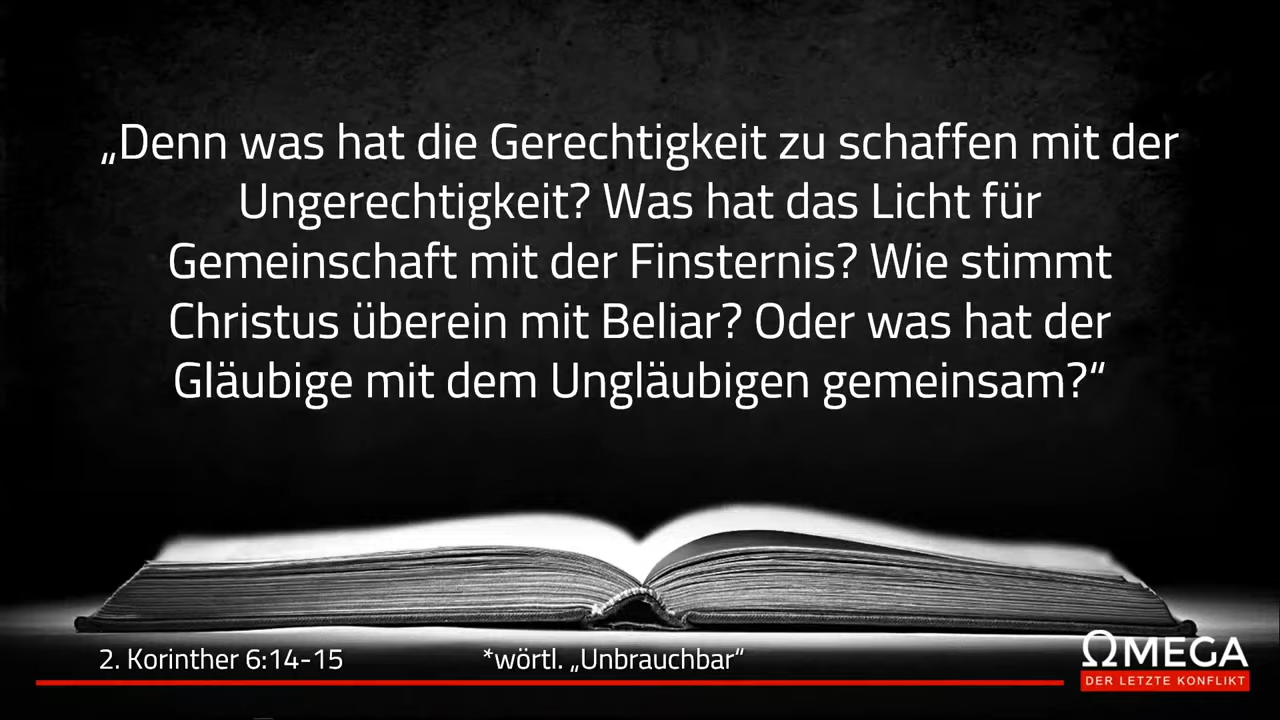 „Denn was hat die Gerechtigkeit zu schaffen mit der
Ungerechtigkeit? Was hat das Licht für
Gemeinschaft mit der Finsternis? Wie stimmt
Christus überein mit Beliar? Oder was hat der
Gläubige mit dem Ungläubigen gemeinsam?“
2. Korinther 6:14-15
*wörtl. „Unbrauchbar“
ΩMEGA
DER LETZTE KONFLIKT